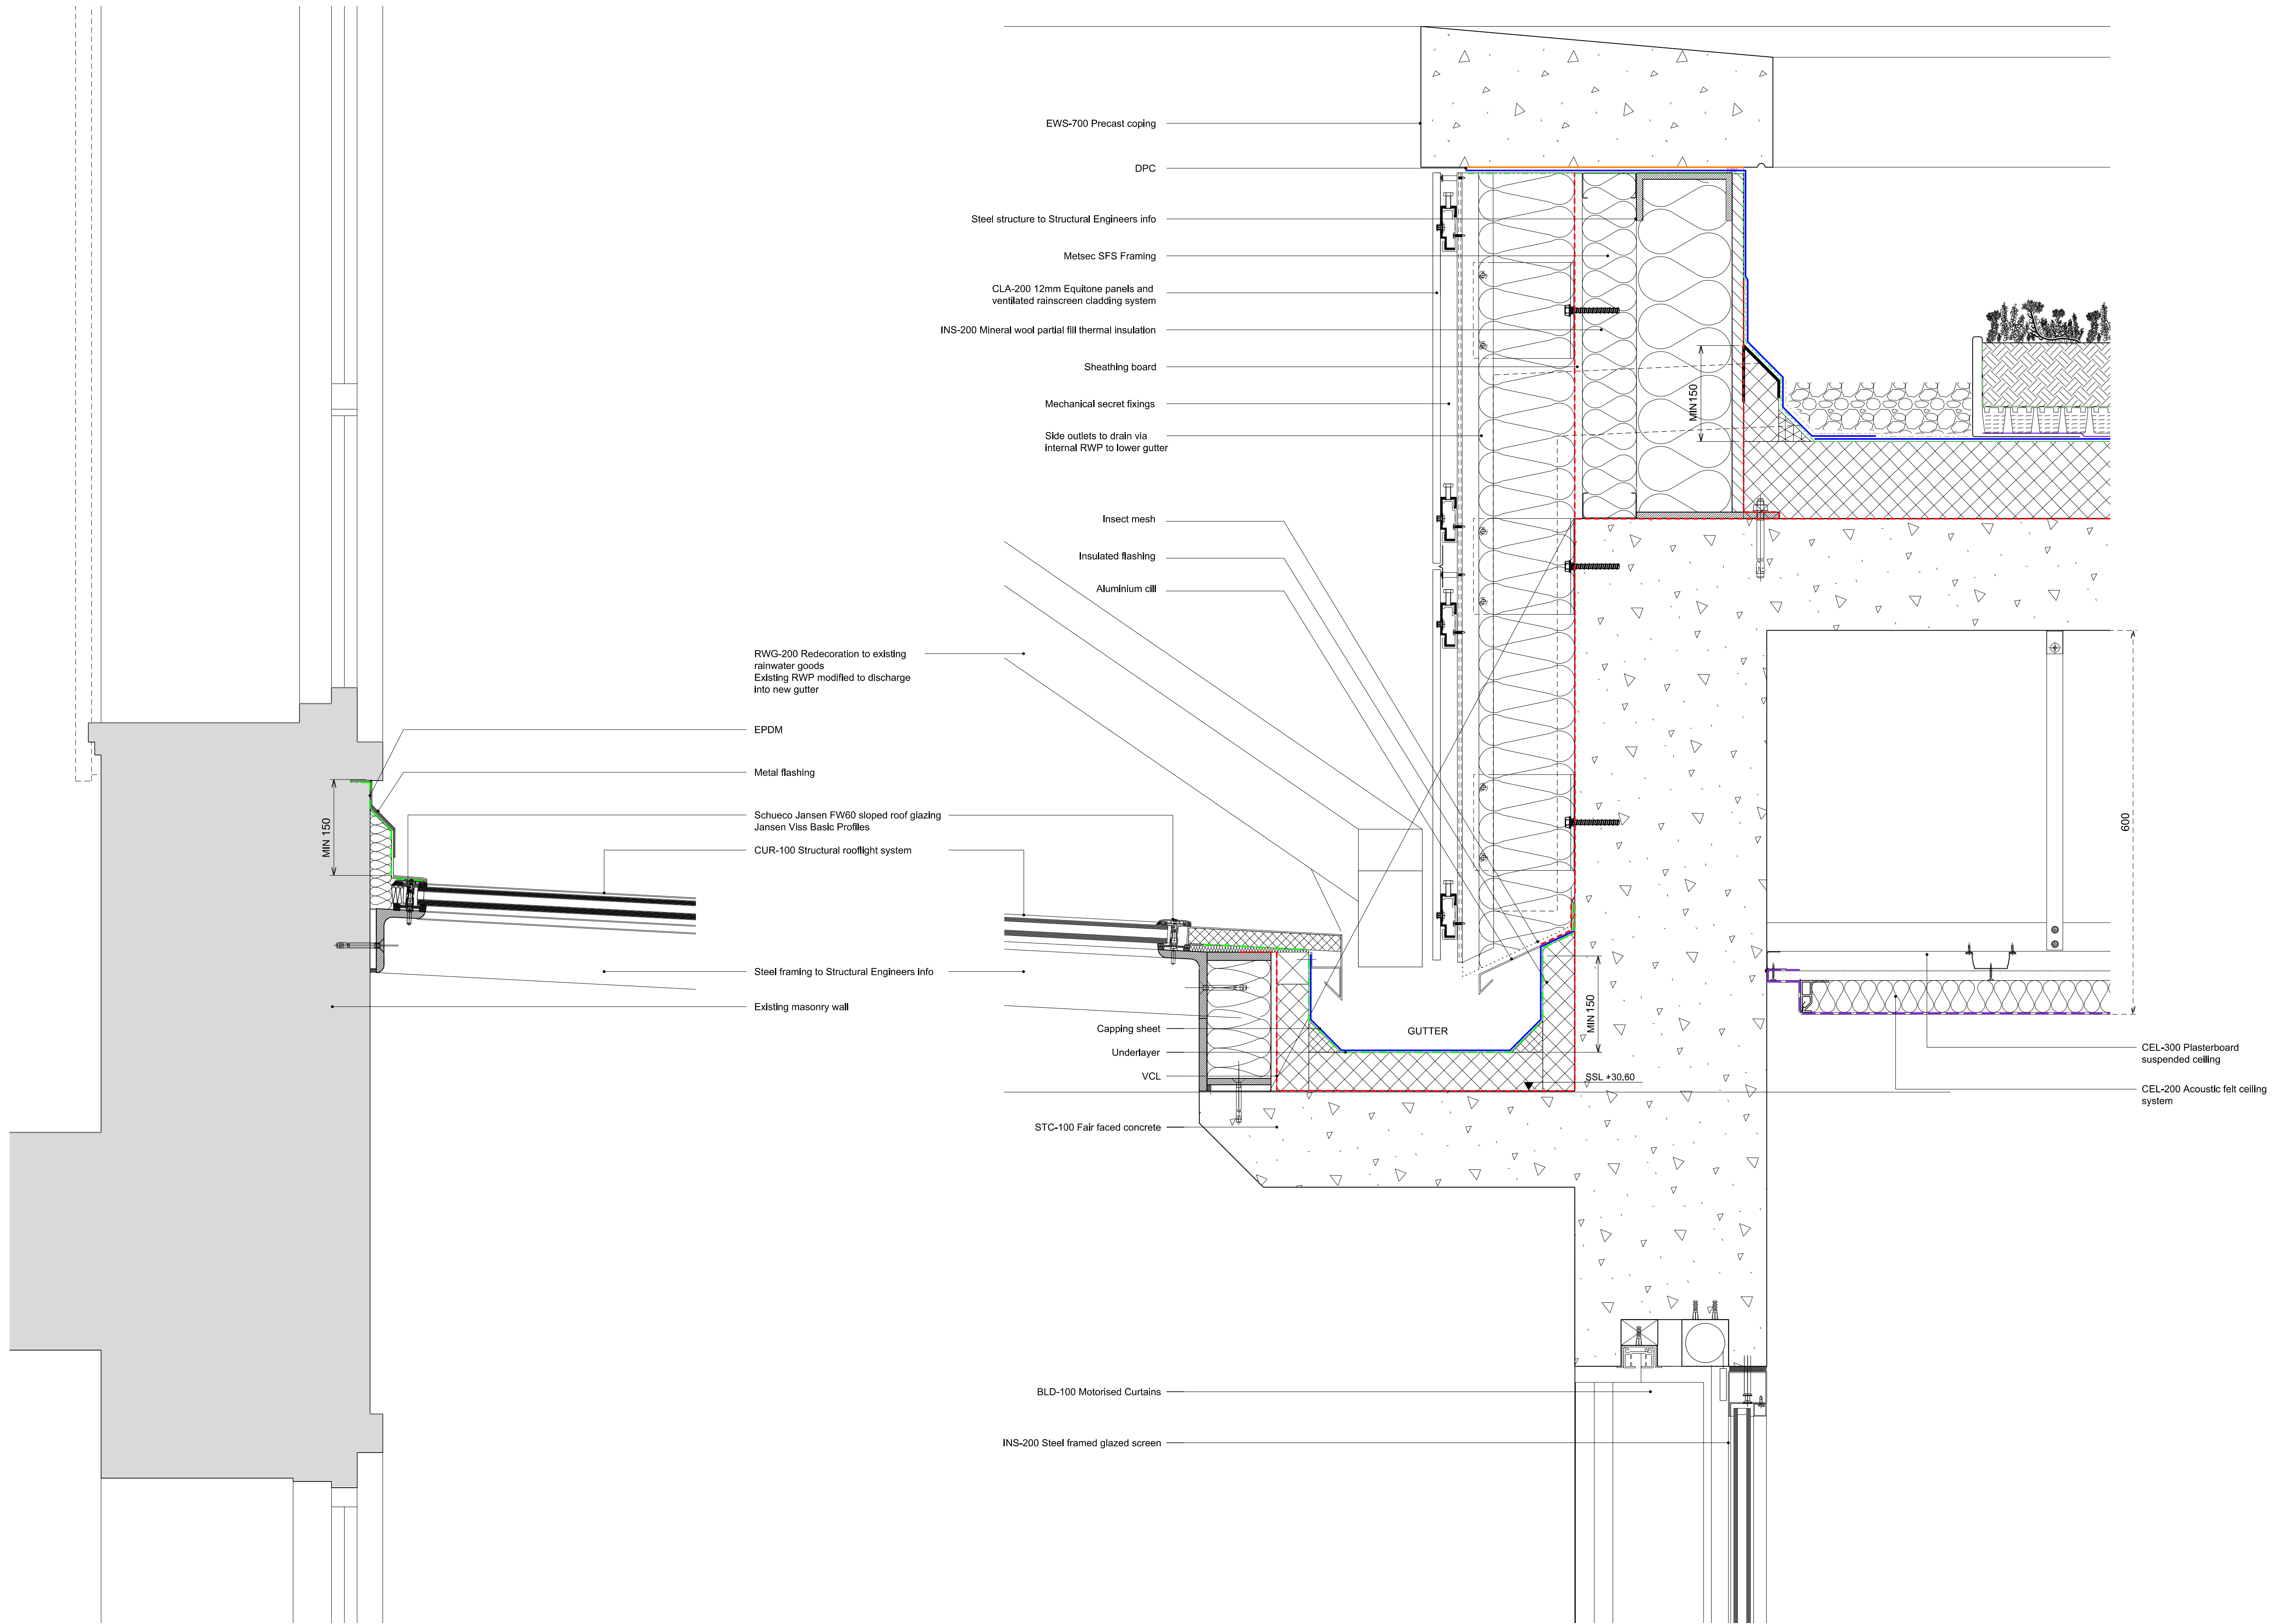 EWS-700 Precast coping
DPC
Steel structure to Structural Engineers info
Metsec SFS Framing
CLA-200 12mm Equitone panels and
ventilated rainscreen cladding system
INS-200 Mineral wool partial fill thermal insulation
Sheathing board
Mechanical secret fixings
Side outlets to drain via
internal RWP to lower gutter
MIN150
Insect mesh
Insulated flashing
Aluminium cill
RWG-200 Redecoration to existing
rainwater goods
Existing RWP modified to discharge
into new gutter
EPDM
Metal flashing
MIN 150
Schueco Jansen FW60 sloped roof glazing
Jansen Viss Basic Profiles
CUR-100 Structural rooflight system
600
Steel framing to Structural Engineers info
Existing masonry wall
Capping sheet
Underlayer
VCL
GUTTER
MIN 150
SSL +30.60
CEL-300 Plasterboard
suspended ceiling
CEL-200 Acoustic felt ceiling
system
STC-100 Fair faced concrete
BLD-100 Motorised Curtains
INS-200 Steel framed glazed screen